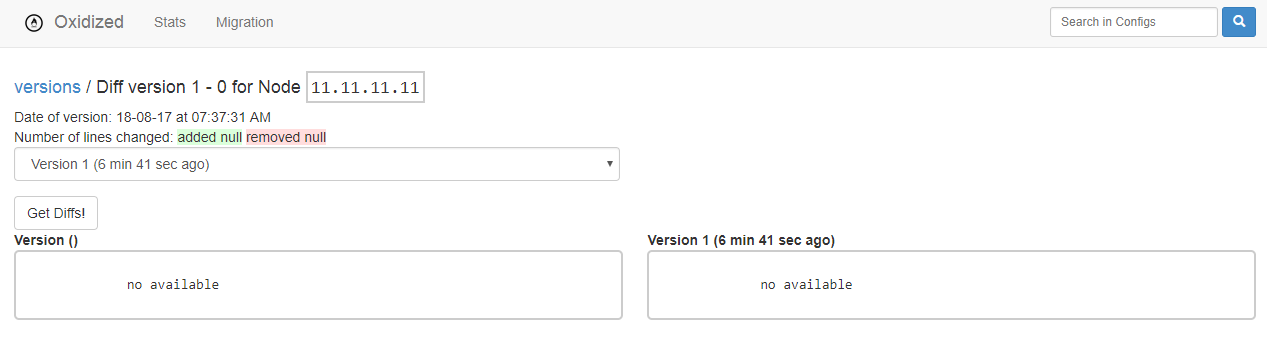 Oxidized Stats Migration Search in Configs
versions / Diff version 1 - 0 for Node 11.11.11.11
Date of version: 18-08-17 at 07:37:31 AM
Number of lines changed: added null removed null
Version 1 (6 min 41 sec ago)
Get Diffs!
Version () Version 1 (6 min 41 sec ago)
no available no available